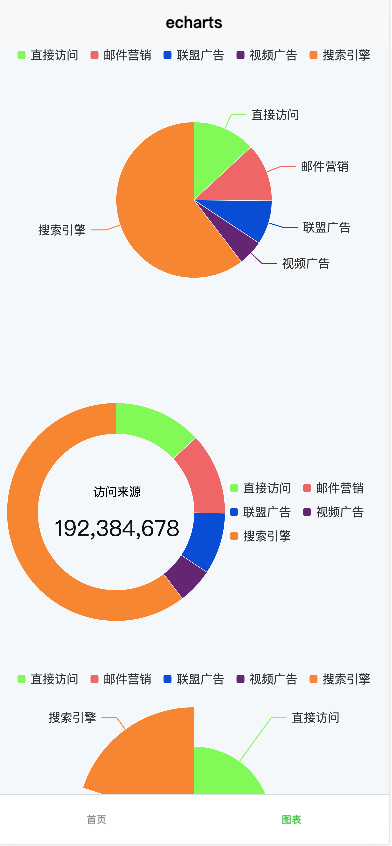 echarts
直接访问 邮件营销 联盟广告 视频广告 搜索引擎
直接访问
邮件营销
联盟广告
搜索引擎
视频广告
访问来源
192,384,678
直接访问 邮件营销
联盟广告 视频广告
搜索引擎
直接访问 邮件营销 联盟广告 视频广告 搜索引擎
搜索引擎 直接访问
首页 图表